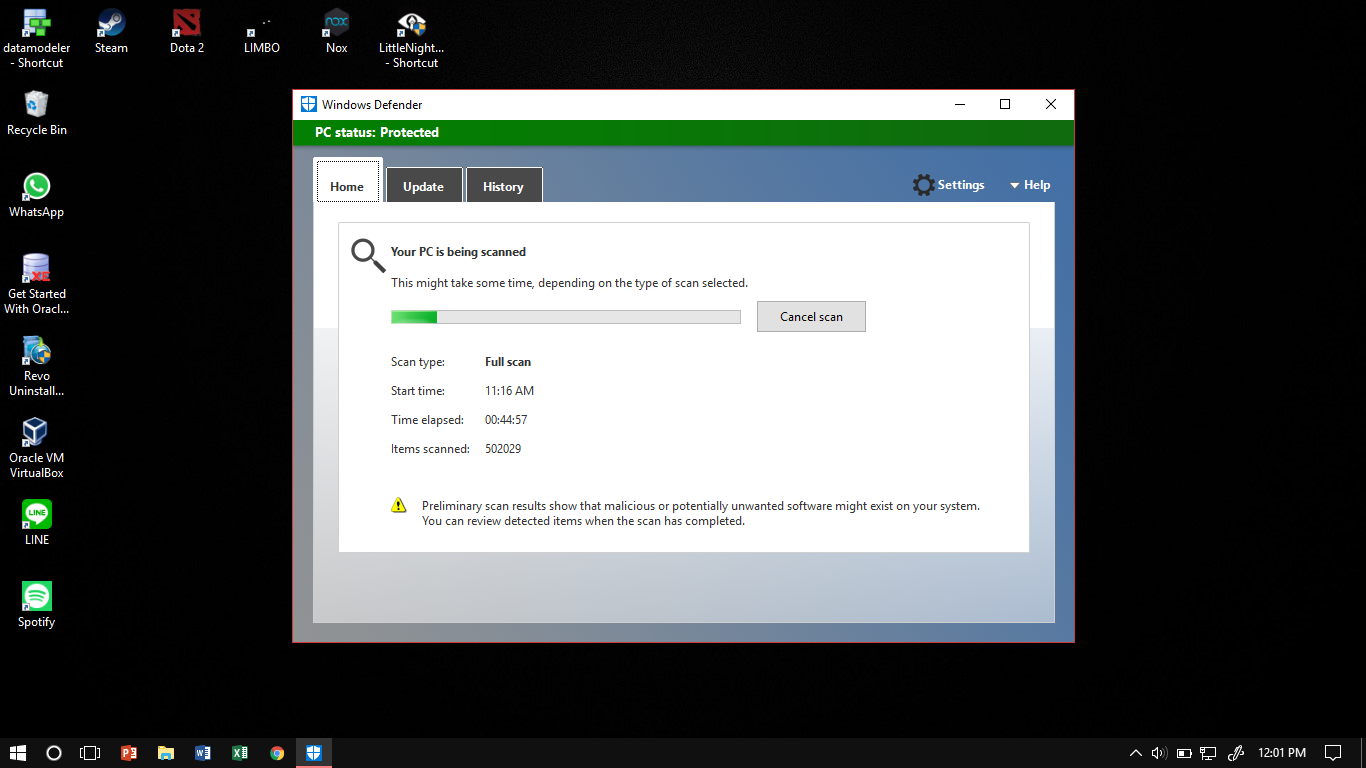 datamodeler
- Shortcut
Steam
Dota 2
LIMBO
nox
Nox
LittleNight...
- Shortcut
Recycle Bin
WhatsApp
XE
Get Started
With Oracl...
Revo
Uninstall...
Oracle VM
VirtualBox
LINE
LINE
Spotify
Windows Defender
PC status: Protected
Home
Update
History
Settings
Help
Your PC is being scanned
This might take some time, depending on the type of scan selected.
Cancel scan
Scan type: Full scan
Start time: 11:16 AM
Time elapsed: 00:44:57
Items scanned: 502029
Preliminary scan results show that malicious or potentially unwanted software might exist on your system.
You can review detected items when the scan has completed.
12:01 PM